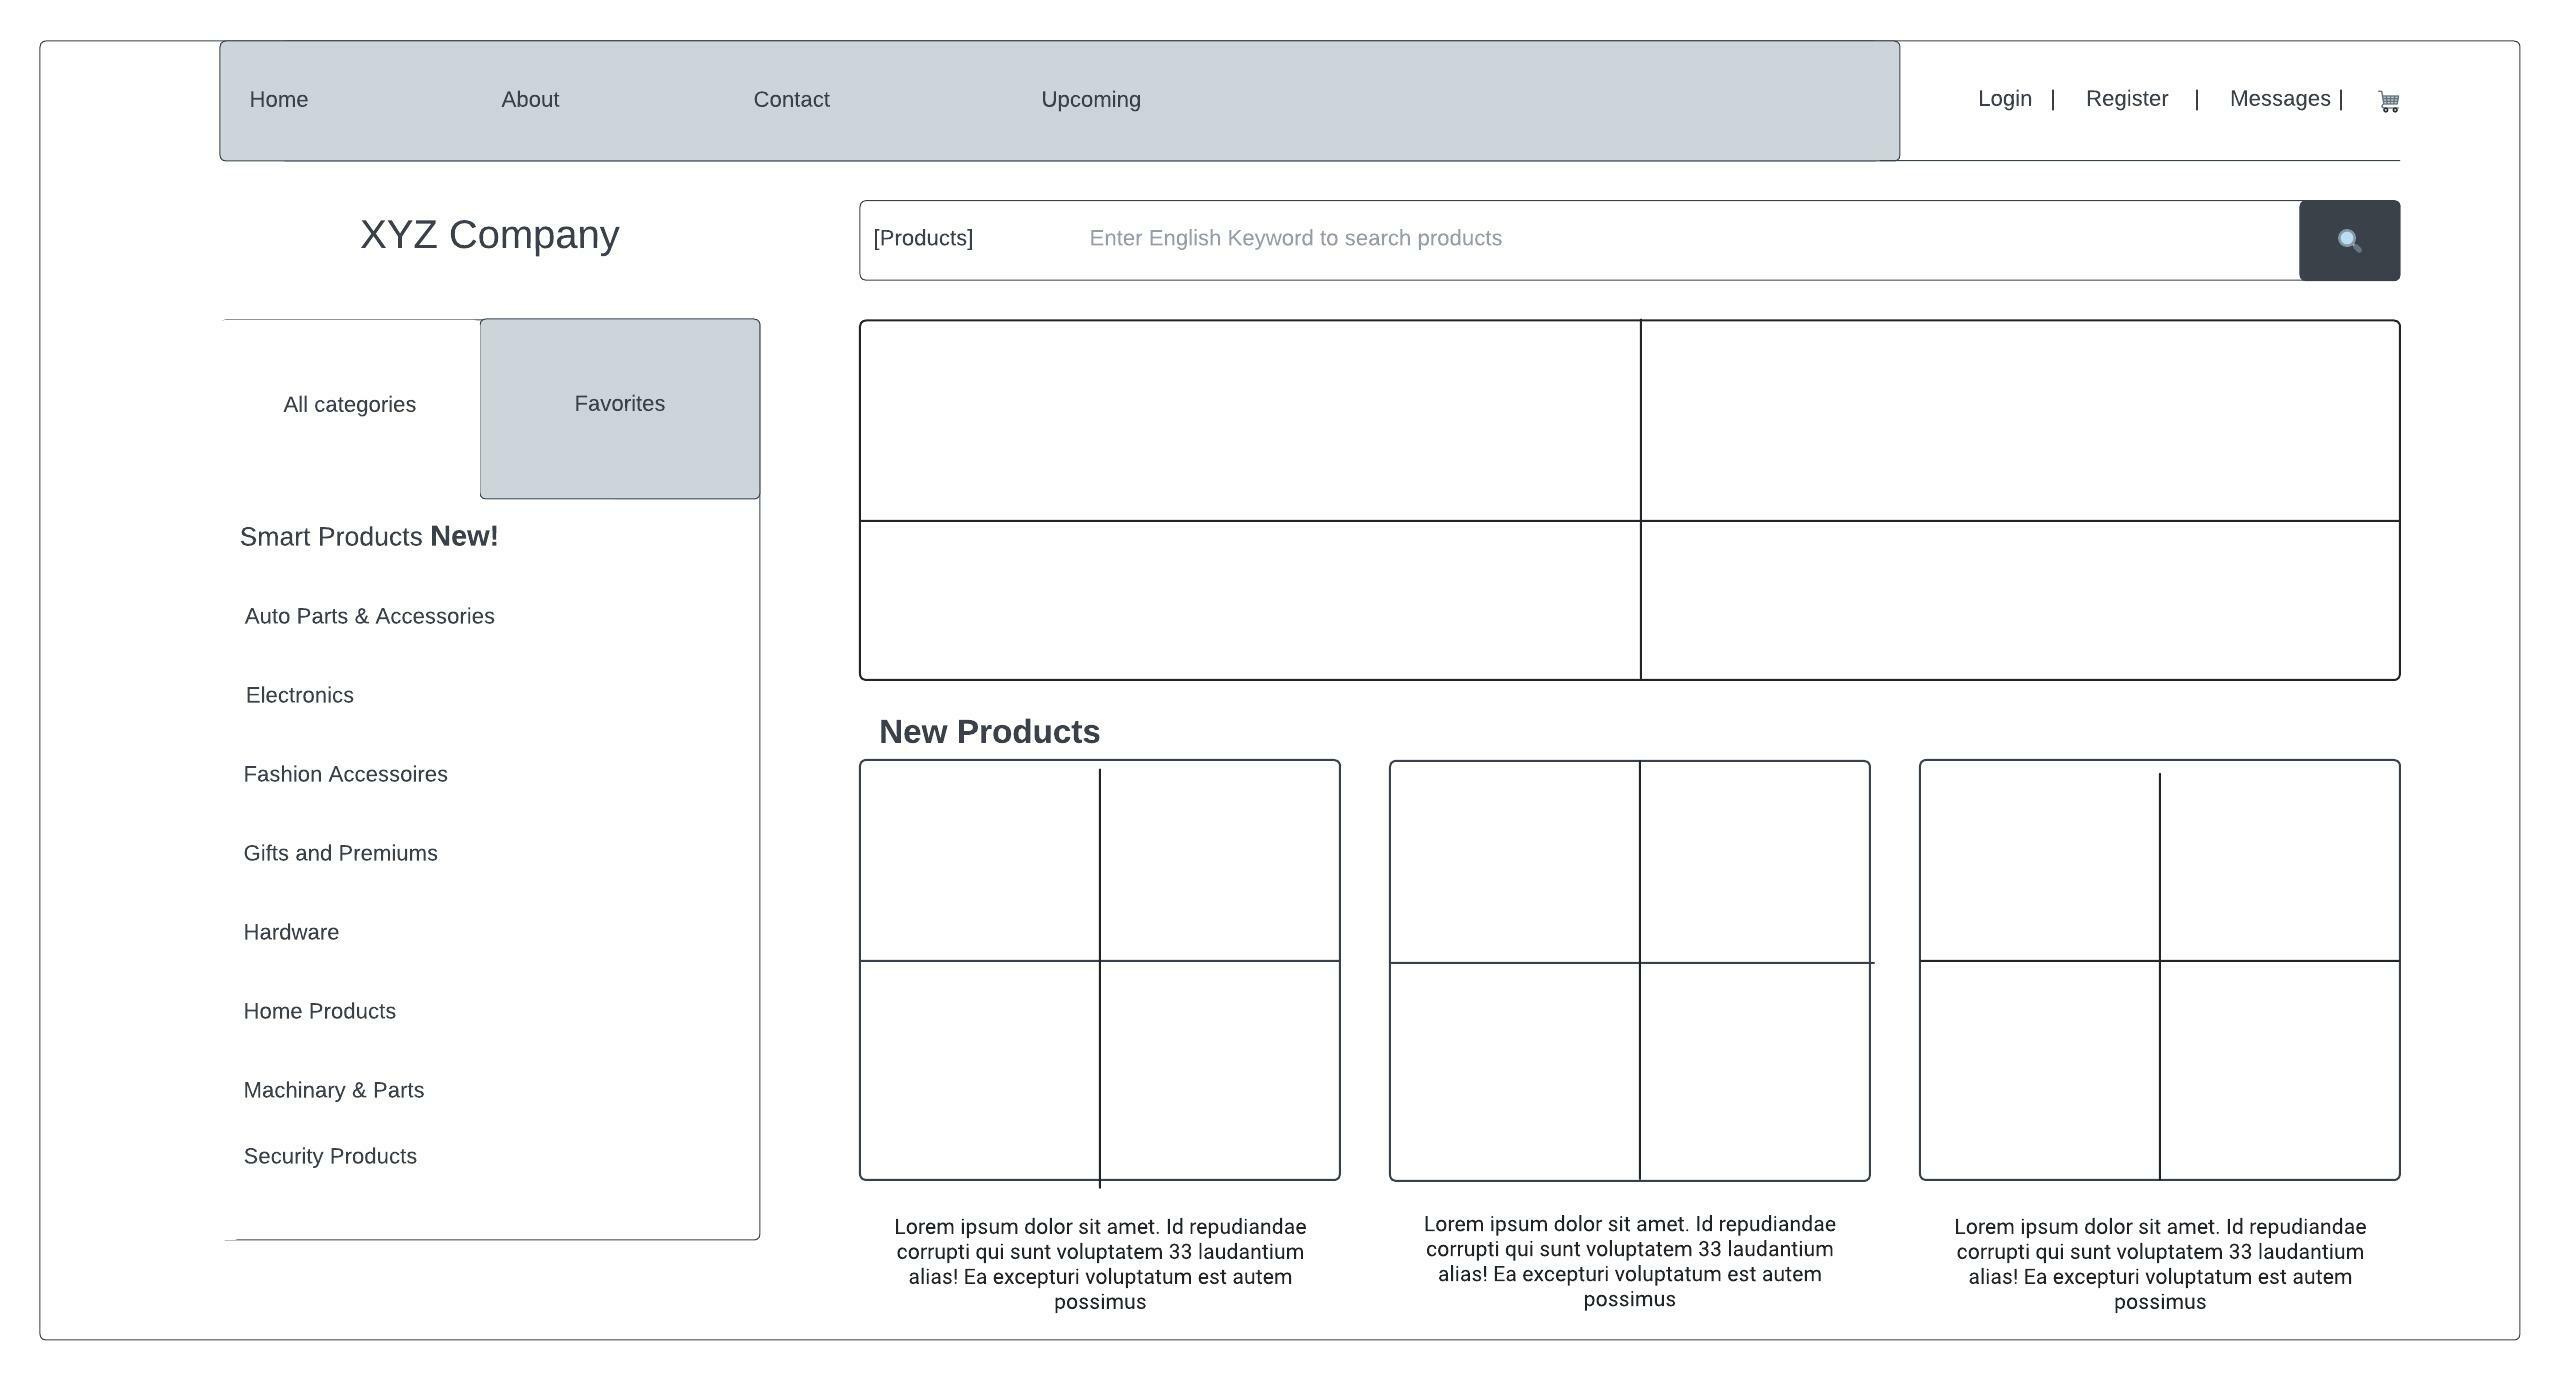 Home About Contact Upcoming Login | Register | Messages |
XYZ Company
[Products] Enter English Keyword to search products
All categories Favorites
Smart Products New!
Auto Parts & Accessories
Electronics
Fashion Accessoires
Gifts and Premiums
Hardware
Home Products
Machinary & Parts
Security Products
New Products
Lorem ipsum dolor sit amet. Id repudiandae
corrupti qui sunt voluptatem 33 laudantium
alias! Ea excepturi voluptatum est autem
possimus
Lorem ipsum dolor sit amet. Id repudiandae
corrupti qui sunt voluptatem 33 laudantium
alias! Ea excepturi voluptatum est autem
possimus
Lorem ipsum dolor sit amet. Id repudiandae
corrupti qui sunt voluptatem 33 laudantium
alias! Ea excepturi voluptatum est autem
possimus